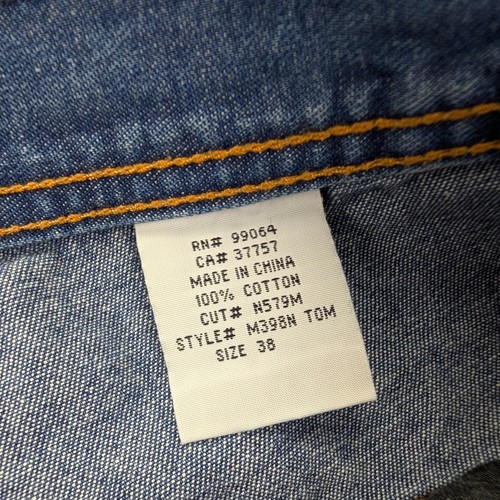 RN# 99064
CA# 37757
MADE IN CHINA
100% COTTON
CUT# N579M
STYLE# M398N TOM
SIZE 38